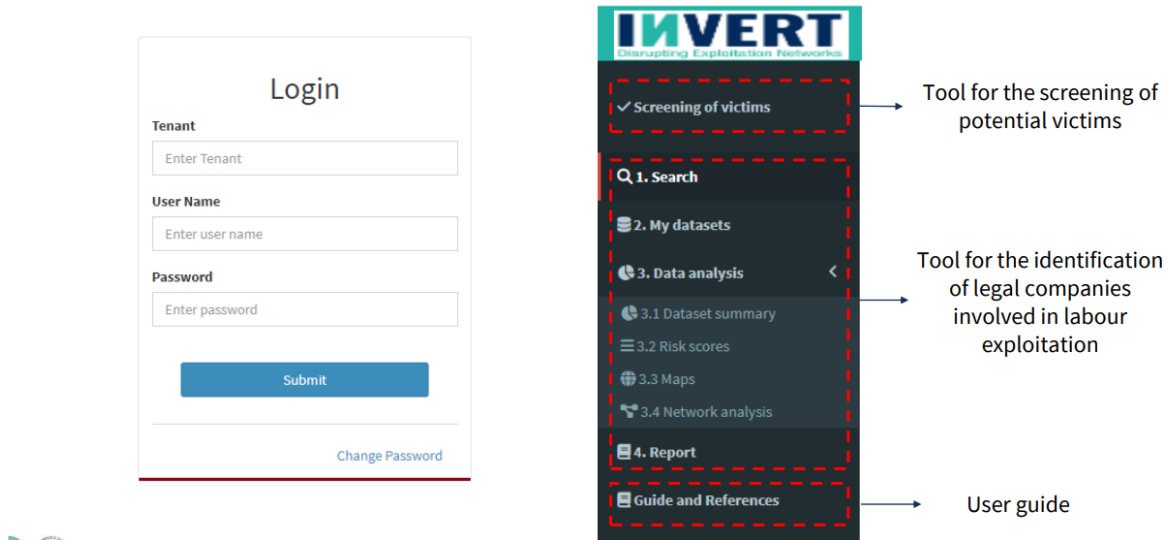 Login
Tenant
Enter Tenant
User Name
Enter user name
Password
Enter password
Submit
Change Password
INVERT
Disrupting Exploitation Networks
Screening of victims
1. Search
2. My datasets
3. Data analysis
3.1 Dataset summary
3.2 Risk scores
3.3 Maps
3.4 Network analysis
4. Report
Guide and References
Tool for the screening of
potential victims
Tool for the identification
of legal companies
involved in labour
exploitation
User guide